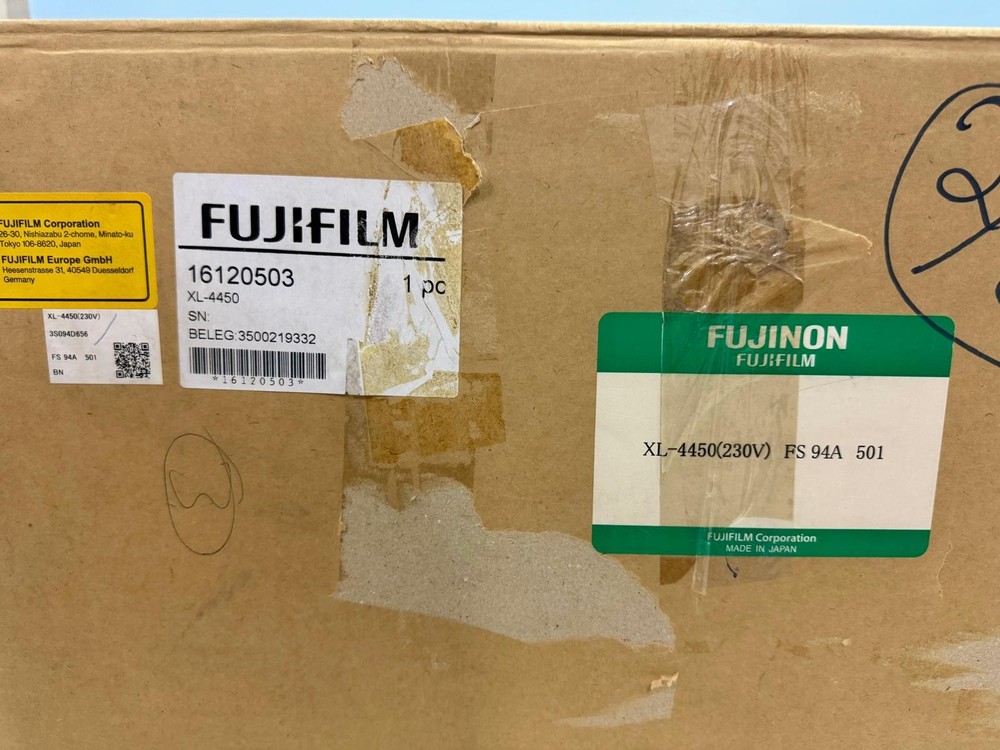 FUJIFILM Corporation
26-30, Nishiazabu 2-chome, Minato-ku
Tokyo 106-8620, Japan
FUJIFILM Europe GmbH
Heesenstrasse 31, 40549 Duesseldorf
Germany
XL-4450(230V)
3S094D656
FS 94A 501
BN
FUJIFILM
16120503
1 pc
XL-4450
SN:
BELEG:3500219332
*16120503*
FUJINON
FUJIFILM
XL-4450(230V) FS 94A 501
FUJIFILM Corporation
MADE IN JAPAN